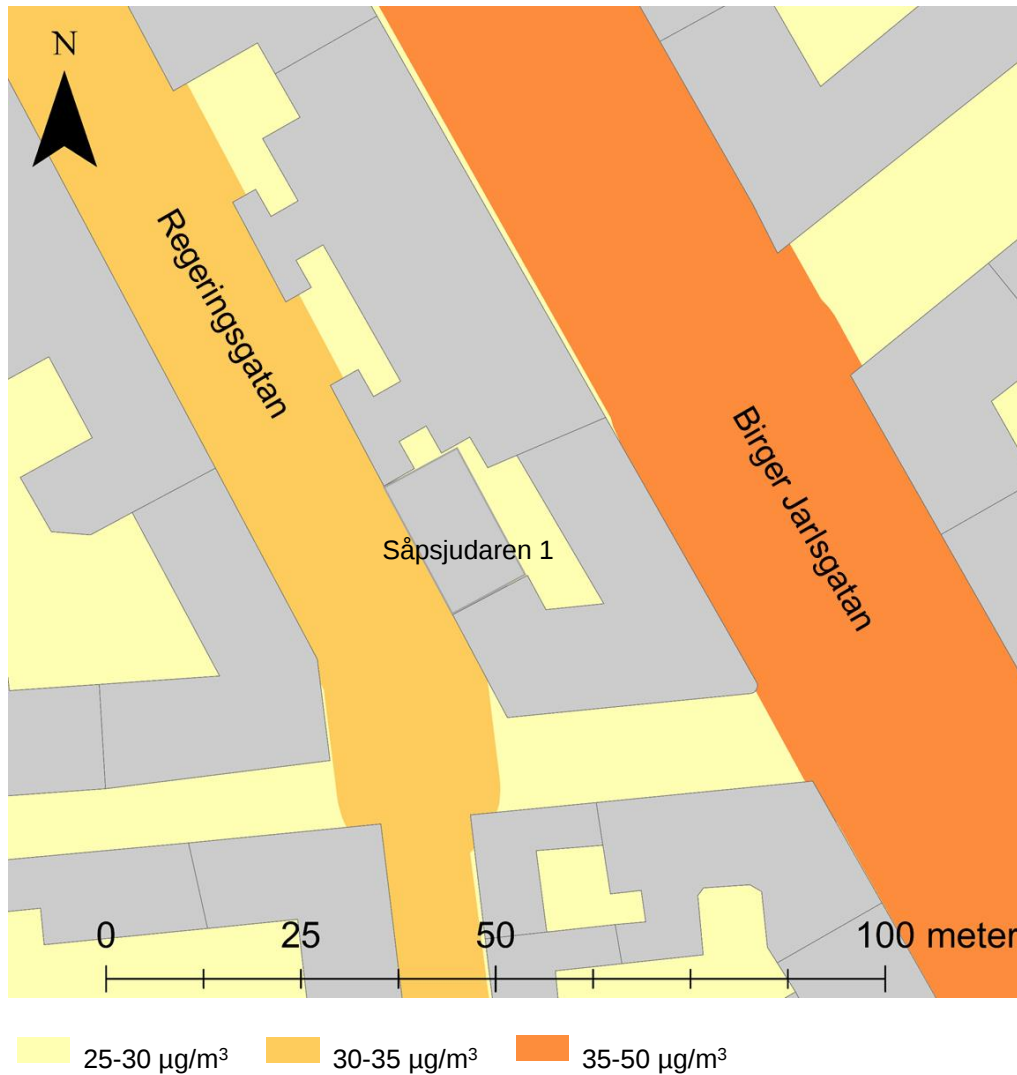 N
Regeringsgatan
Birger Jarlsgatan
Såpsjudaren 1
0 25 50 100 meter
25-30 µg/m³ 30-35 µg/m³ 35-50 µg/m³